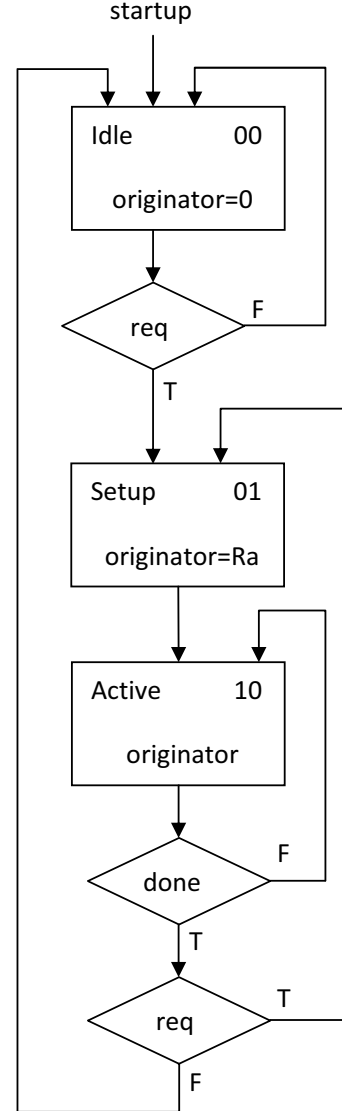 startup
Idle 00
originator=0
req
F
T
Setup 01
originator=Ra
Active 10
originator
F
done
T
T
req
F